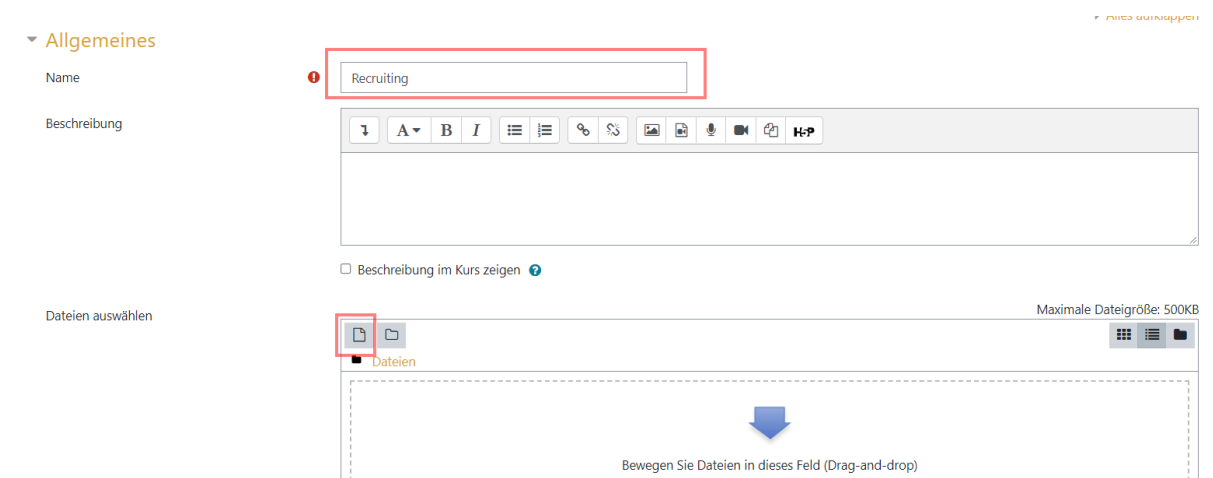 Alles aufklappen
Allgemeines
Name
Recruiting
Beschreibung
A B I H-P
Beschreibung im Kurs zeigen
Dateien auswählen
Maximale Dateigröße: 500KB
Dateien
Bewegen Sie Dateien in dieses Feld (Drag-and-drop)